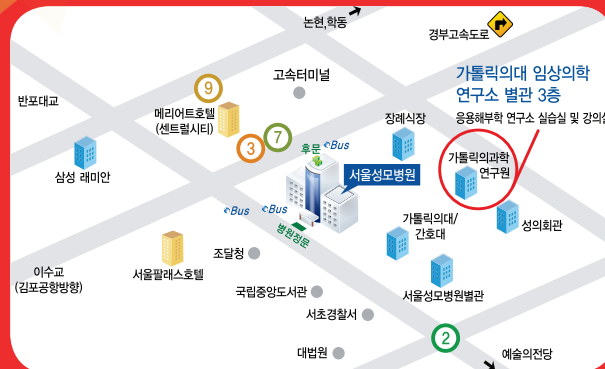 논현,학동
경부고속도로
가톨릭의대 임상의학
연구소 별관 3층
응용해부학 연구소 실습실 및 강의실
고속터미널
9
반포대교
메리어트호텔
(센트럴시티)
장례식장
7
3
후문
Bus
가톨릭의과학
연구원
삼성 래미안
서울성모병원
Bus
Bus
가톨릭의대/
간호대
성의회관
병원정문
조달청
이수교
(김포공항방향)
서울팔래스호텔
국립중앙도서관
서울성모병원별관
서초경찰서
2
대법원
예술의전당